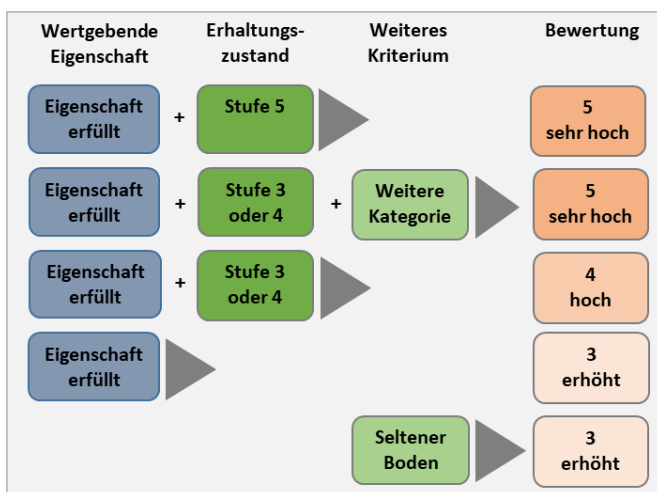 Wertgebende Erhaltungs- Weiteres Bewertung
Eigenschaft zustand Kriterium
Eigenschaft + Stufe 5 5
erfüllt sehr hoch
Eigenschaft + Stufe 3 + Weitere 5
erfüllt oder 4 Kategorie sehr hoch
Eigenschaft + Stufe 3 4
erfüllt oder 4 hoch
Eigenschaft 3
erfüllt erhöht
Seltener 3
Boden erhöht